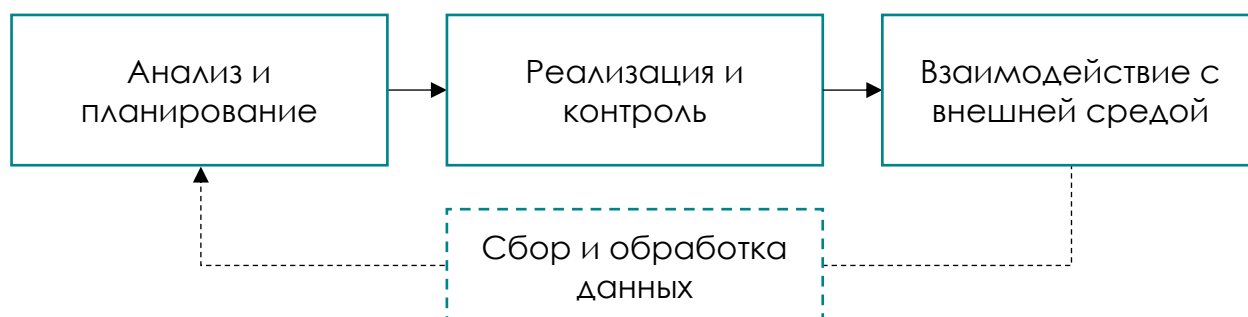 Анализ и
планирование
Реализация и
контроль
Взаимодействие с
внешней средой
Сбор и обработка
данных